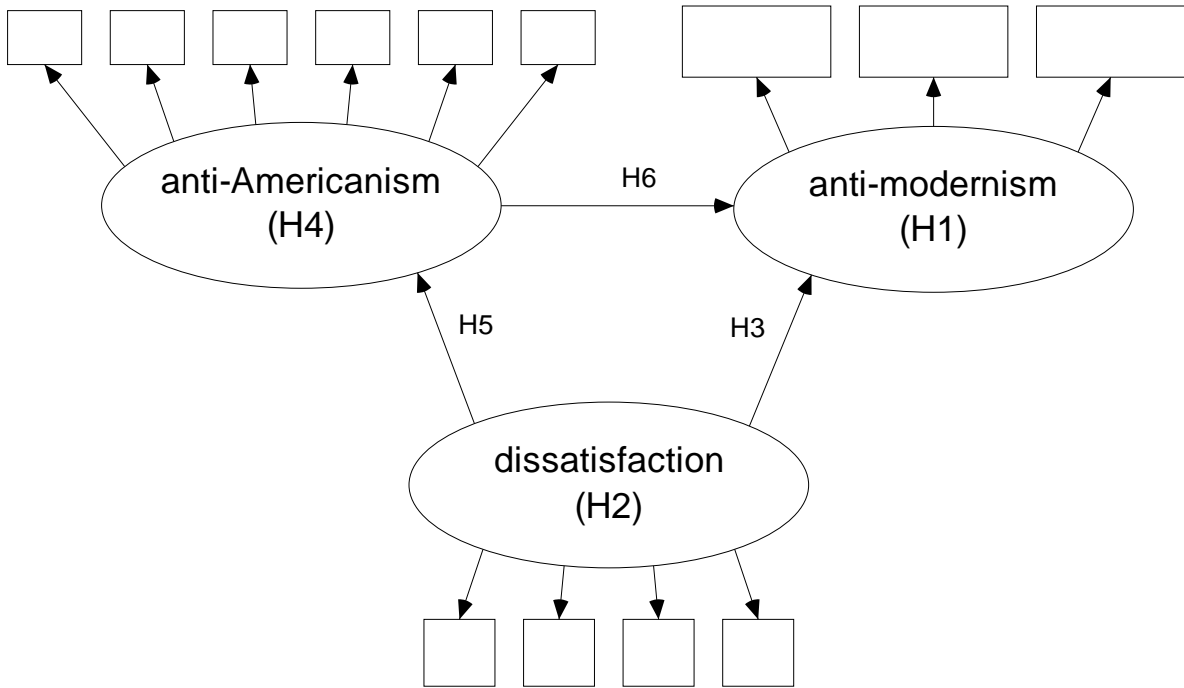 anti-Americanism
(H4)
H6
anti-modernism
(H1)
H5
H3
dissatisfaction
(H2)